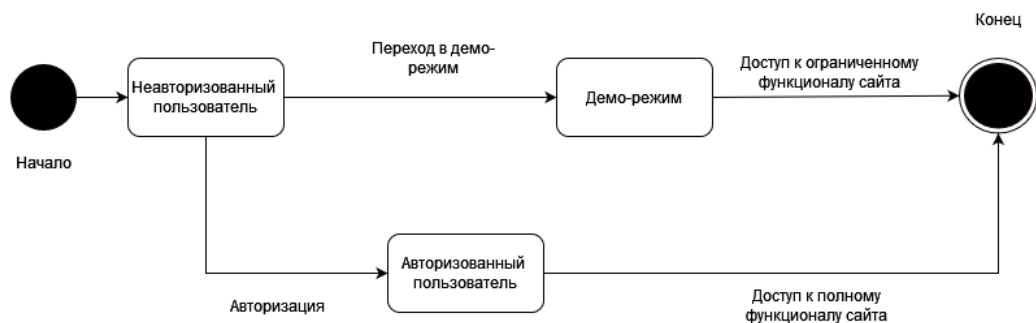 Конец
Переход в демо-
режим
Доступ к ограниченному
функционалу сайта
Неавторизованный
пользователь
Демо-режим
Начало
Авторизованный
пользователь
Авторизация
Доступ к полному
функционалу сайта